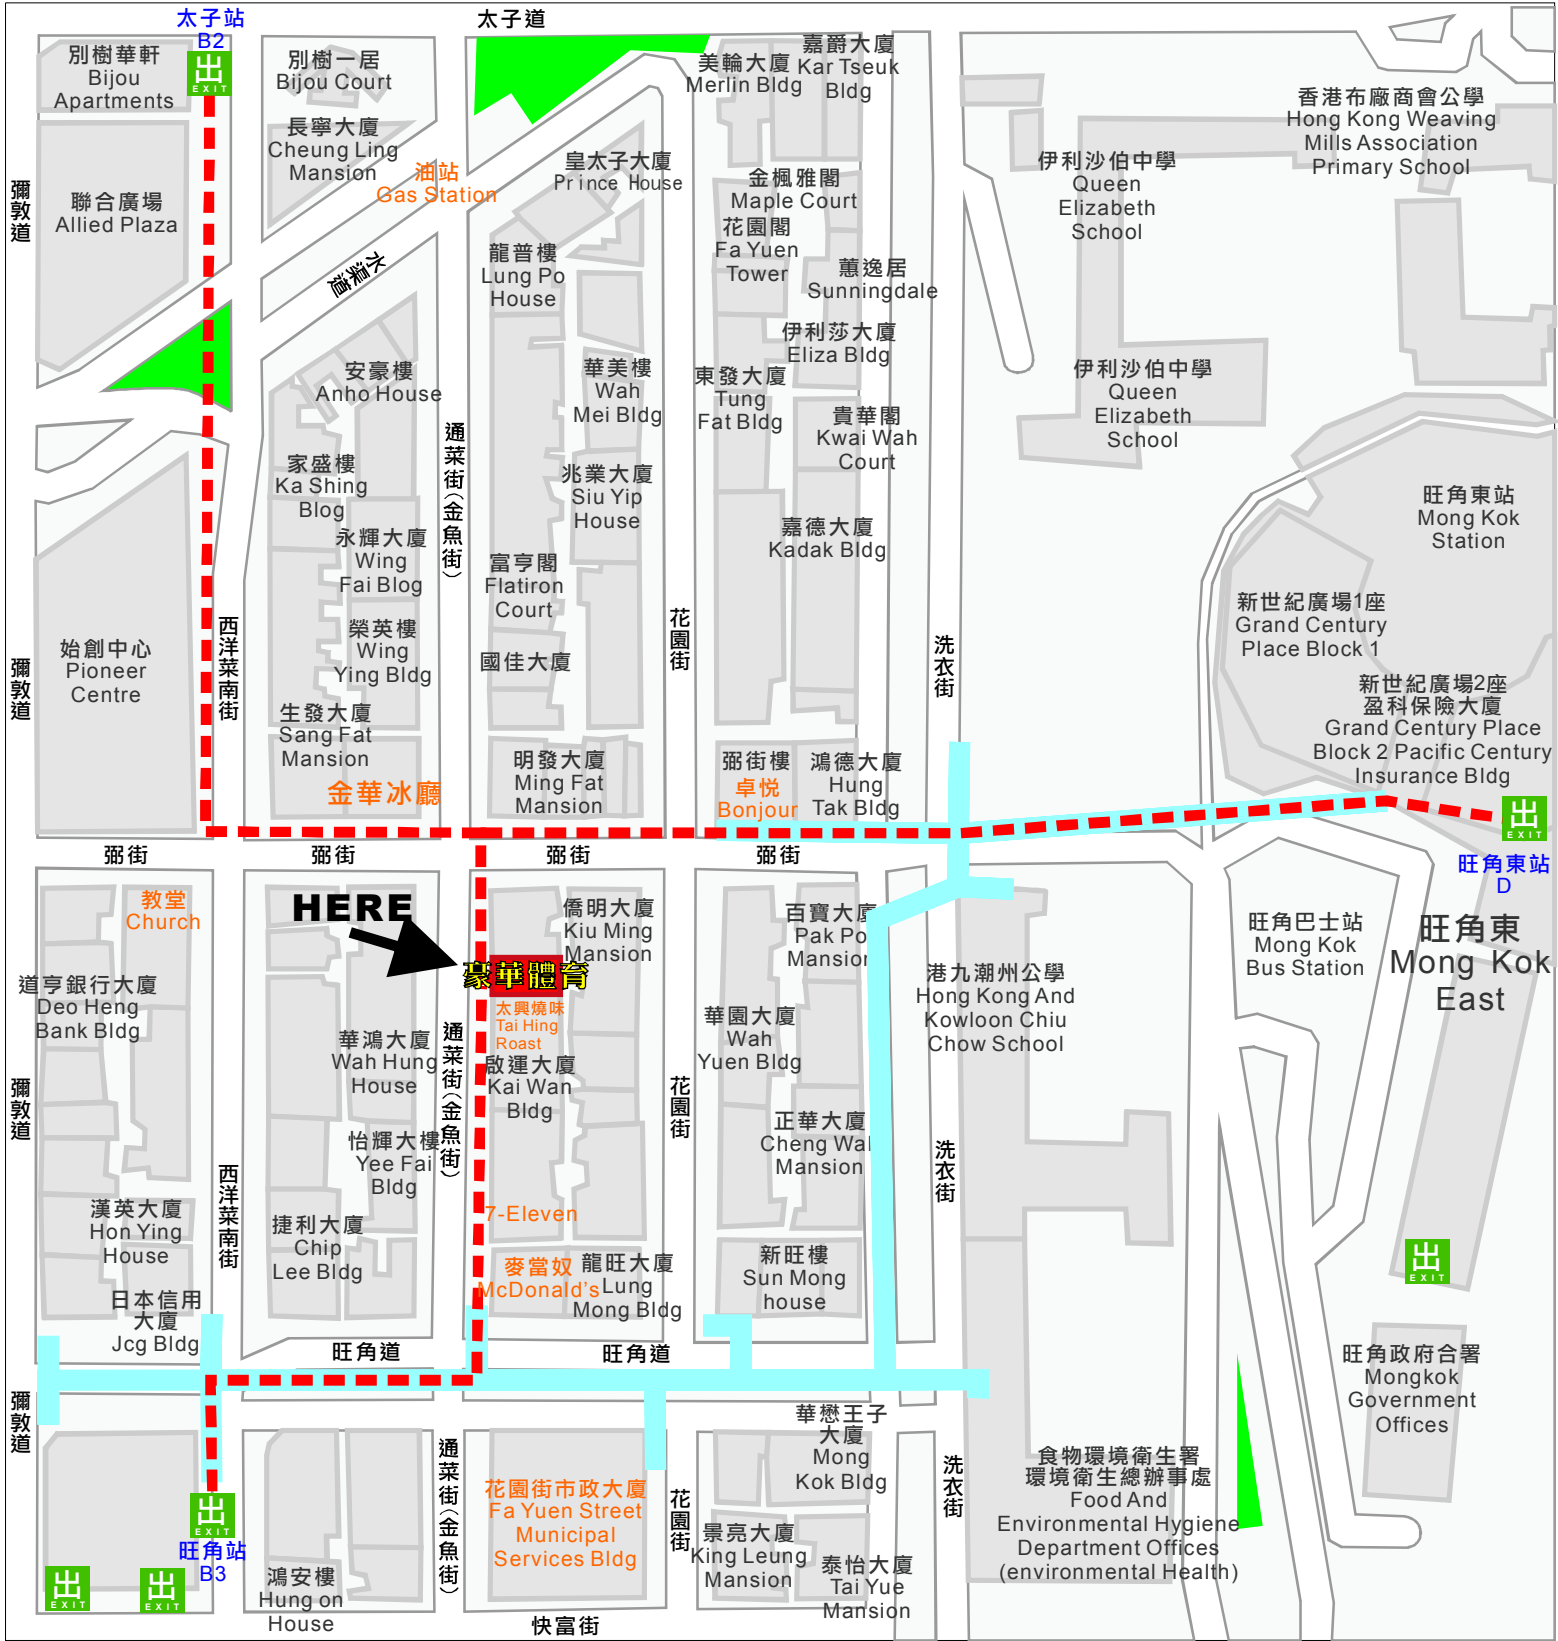 太子站
B2
太子道
出
EXIT
別樹華軒
Bijou
Apartments
別樹一居
Bijou Court
美輪大廈
Merlin Bldg
嘉爵大廈
Kar Tseuk
Bldg
香港布廠商會公學
Hong Kong Weaving
Mills Association
Primary School
長寧大廈
Cheung Ling
Mansion
油站
Gas Station
皇太子大廈
Prince House
金楓雅閣
Maple Court
伊利沙伯中學
Queen
Elizabeth
School
彌敦道
聯合廣場
Allied Plaza
花園閣
Fa Yuen
Tower
水渠道
龍普樓
Lung Po
House
蕙逸居
Sunningdale
伊利莎大廈
Eliza Bldg
安豪樓
Anho House
華美樓
Wah
Mei Bldg
東發大廈
Tung
Fat Bldg
伊利沙伯中學
Queen
Elizabeth
School
貴華閣
Kwai Wah
Court
通菜街(金魚街)
家盛樓
Ka Shing
Blog
兆業大廈
Siu Yip
House
旺角東站
Mong Kok
Station
永輝大廈
Wing
Fai Blog
嘉德大廈
Kadak Bldg
富亨閣
Flatiron
Court
新世紀廣場1座
Grand Century
Place Block 1
榮英樓
Wing
Ying Bldg
西洋菜南街
花園街
洗衣街
始創中心
Pioneer
Centre
彌敦道
國佳大廈
新世紀廣場2座
盈科保險大廈
Grand Century Place
Block 2 Pacific Century
Insurance Bldg
生發大廈
Sang Fat
Mansion
金華冰廳
明發大廈
Ming Fat
Mansion
弼街樓
卓悦
Bonjour
鴻德大廈
Hung
Tak Bldg
出
EXIT
旺角東站
D
弼街
弼街
弼街
弼街
教堂
Church
HERE
僑明大廈
Kiu Ming
Mansion
百寶大廈
Pak Po
Mansion
旺角巴士站
Mong Kok
Bus Station
旺角東
Mong Kok
East
豪華體育
道亨銀行大廈
Deo Heng
Bank Bldg
太興燒味
Tai Hing
Roast
港九潮州公學
Hong Kong And
Kowloon Chiu
Chow School
華鴻大廈
Wah Hung
House
華園大廈
Wah
Yuen Bldg
啟運大廈
Kai Wan
Bldg
彌敦道
通菜街(金魚街)
花園街
怡輝大樓
Yee Fai
Bldg
正華大廈
Cheng Wah
Mansion
洗衣街
西洋菜南街
漢英大廈
Hon Ying
House
捷利大廈
Chip
Lee Bldg
7-Eleven
麥當奴
McDonald's
龍旺大廈
Lung
Mong Bldg
新旺樓
Sun Mong
house
出
EXIT
日本信用
大廈
Jcg Bldg
旺角道
旺角道
旺角政府合署
Mongkok
Government
Offices
彌敦道
華懋王子
大廈
Mong
Kok Bldg
通菜街(金魚街)
花園街市政大廈
Fa Yuen Street
Municipal
Services Bldg
花園街
洗衣街
食物環境衛生署
環境衛生總辦事處
Food And
Environmental Hygiene
Department Offices
(environmental Health)
出
EXIT
旺角站
B3
景亮大廈
King Leung
Mansion
泰怡大廈
Tai Yue
Mansion
出
EXIT
出
EXIT
鴻安樓
Hung on
House
快富街